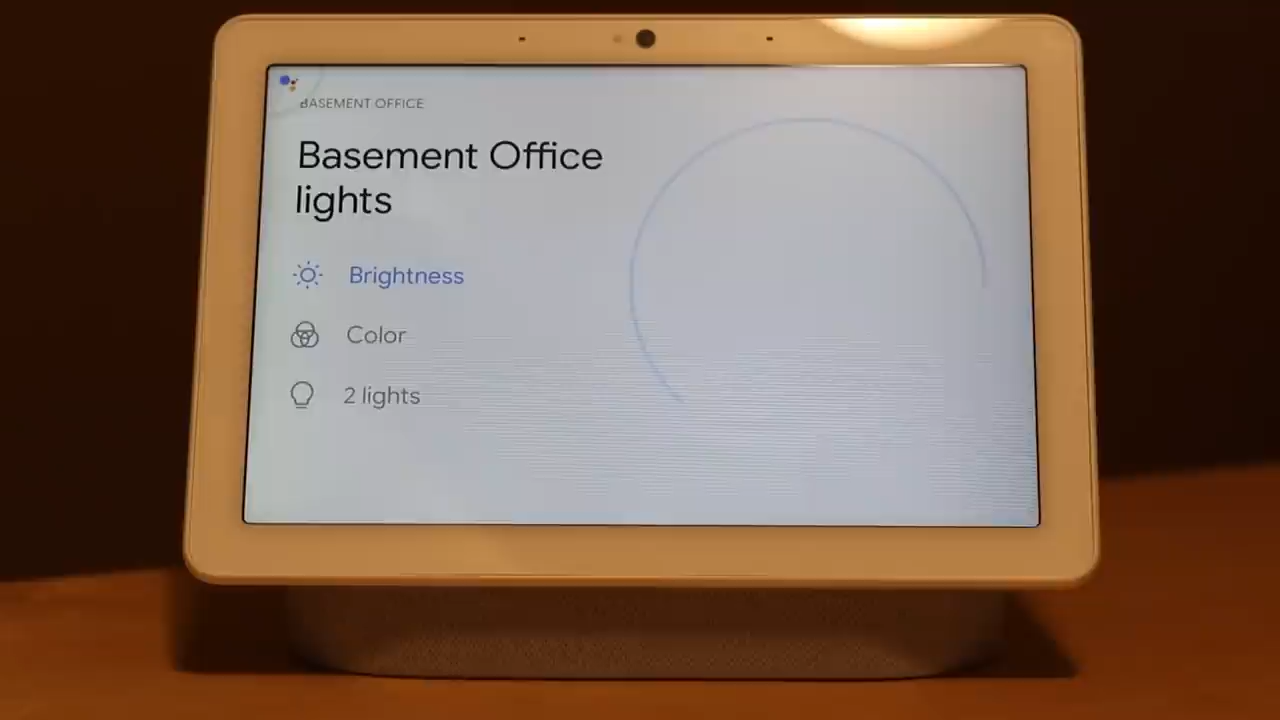 BASEMENT OFFICE
Basement Office
lights
Brightness
Color
2 lights